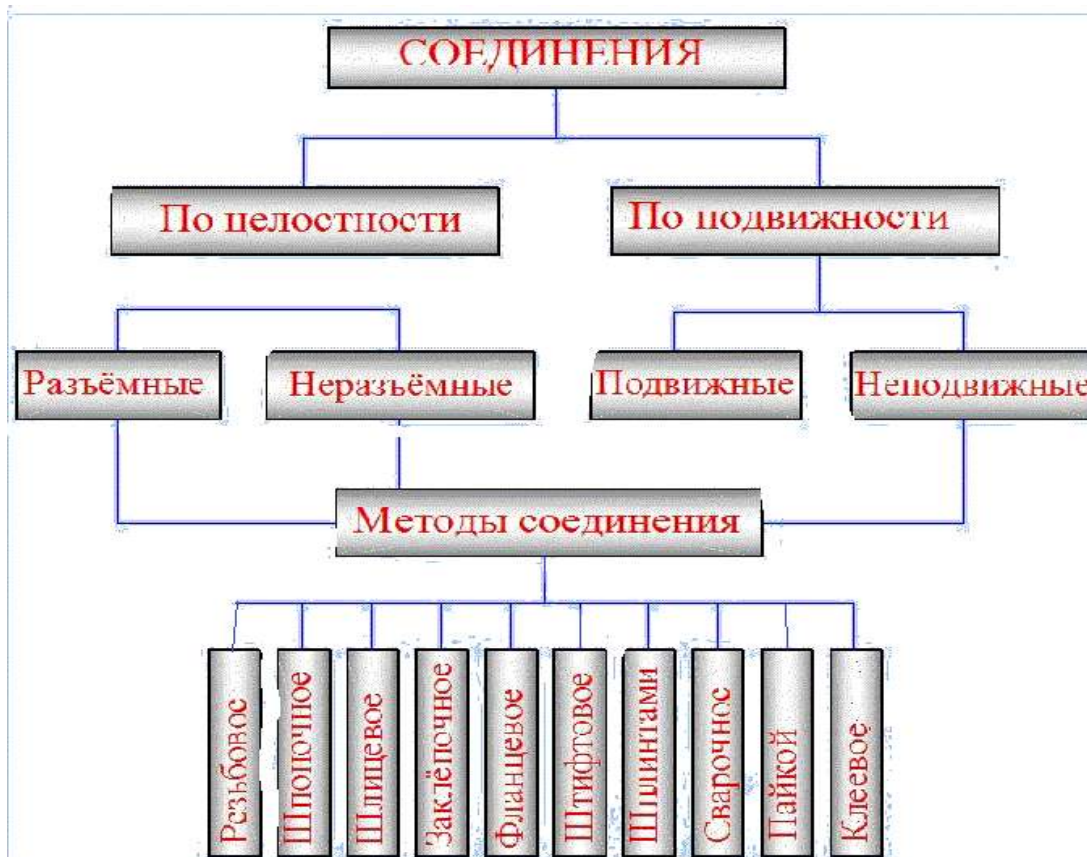 СОЕДИНЕНИЯ
По целостности
По подвижности
Разъёмные
Неразъёмные
Подвижные
Неподвижные
Методы соединения
Резьбовое
Шпопочное
Шлицевое
Заклёпочное
Фланцевое
Штифтовое
Шплинтами
Сварочное
Пайкой
Клеевое